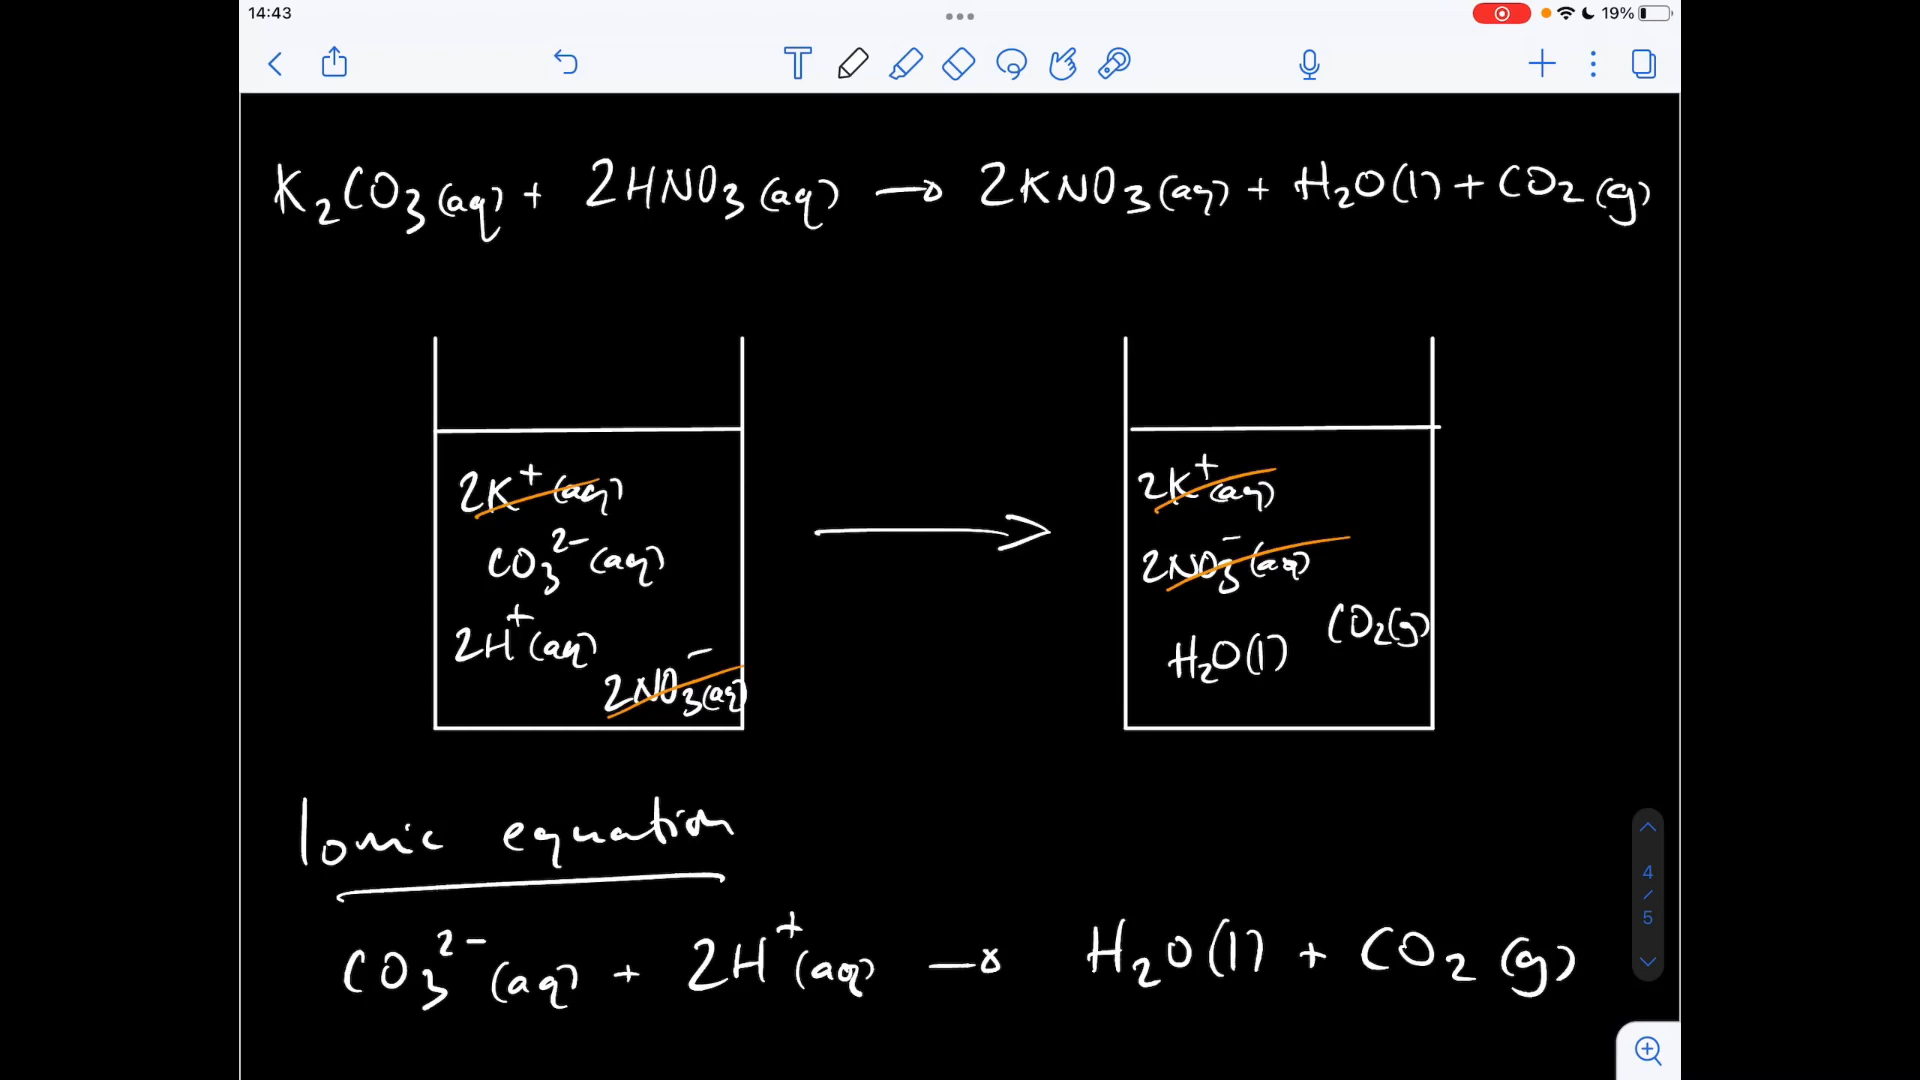 14:43
19%
T
K₂CO₃(aq) + 2HNO₃(aq) → 2KNO₃(aq) + H₂O(l) + CO₂(g)
2K⁺(aq)
CO₃²⁻(aq)
2H⁺(aq)
2NO₃⁻(aq)
2K⁺(aq)
2NO₃⁻(aq)
CO₂(g)
H₂O(l)
Ionic equation
CO₃²⁻(aq) + 2H⁺(aq) → H₂O(l) + CO₂(g)
4
/
5